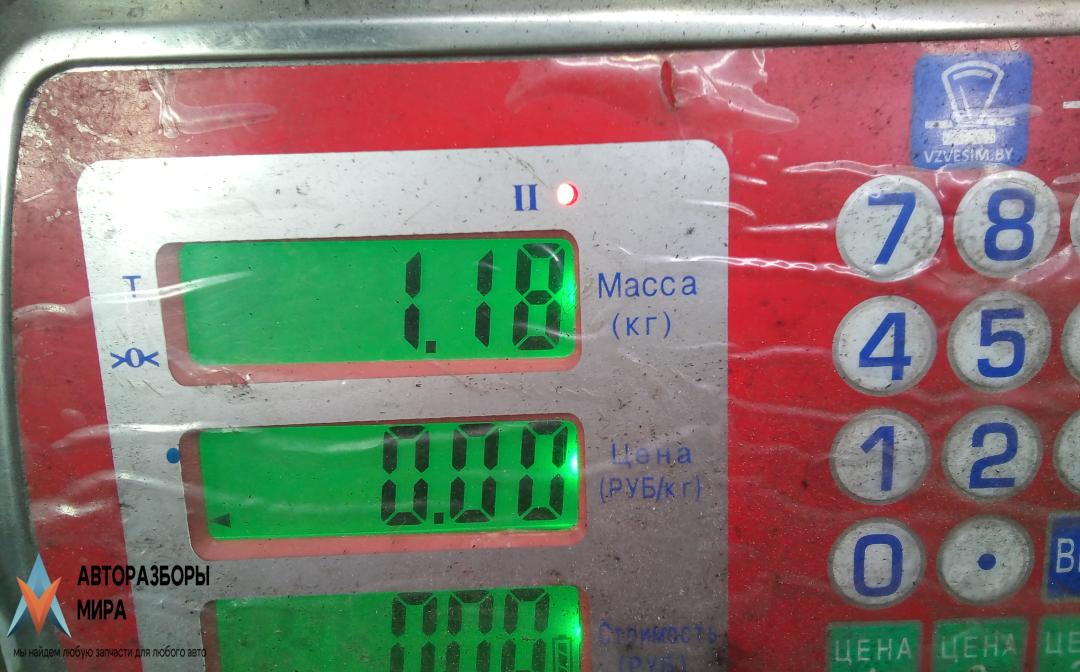 VZVESIM.BY
II
T
1.18
Масса
(кг)
>0<
7
8
4
5
0.00
Цена
(РУБ/кг)
1
2
0
.
АВТОРАЗБОРЫ
МИРА
мы найдем любую запчасти для любого авто
Стоимость
(РУБ)
ЦЕНА
ЦЕНА